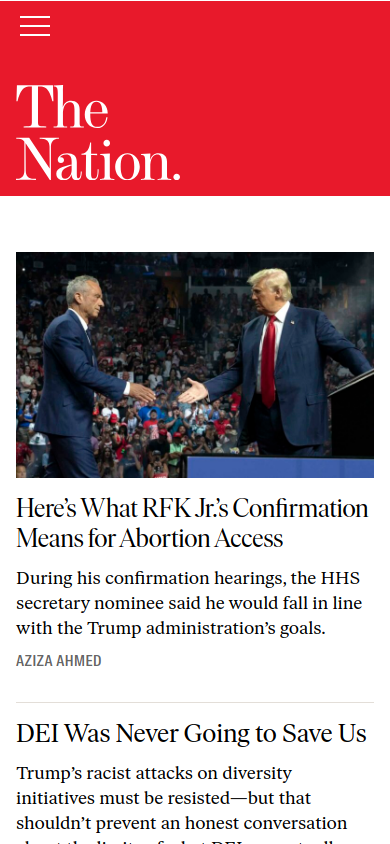 The
Nation.
Here's What RFK Jr.'s Confirmation
Means for Abortion Access
During his confirmation hearings, the HHS
secretary nominee said he would fall in line
with the Trump administration's goals.
AZIZA AHMED
DEI Was Never Going to Save Us
Trump's racist attacks on diversity
initiatives must be resisted—but that
shouldn't prevent an honest conversation